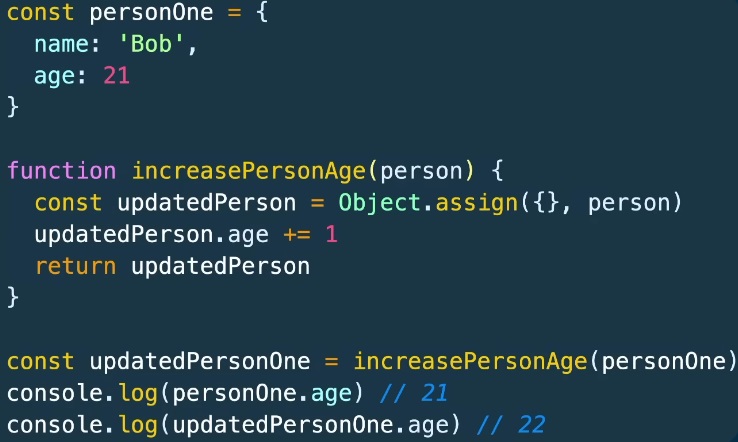 const personOne = {
  name: 'Bob',
  age: 21
}

function increasePersonAge(person) {
  const updatedPerson = Object.assign({}, person)
  updatedPerson.age += 1
  return updatedPerson
}

const updatedPersonOne = increasePersonAge(personOne)
console.log(personOne.age) // 21
console.log(updatedPersonOne.age) // 22